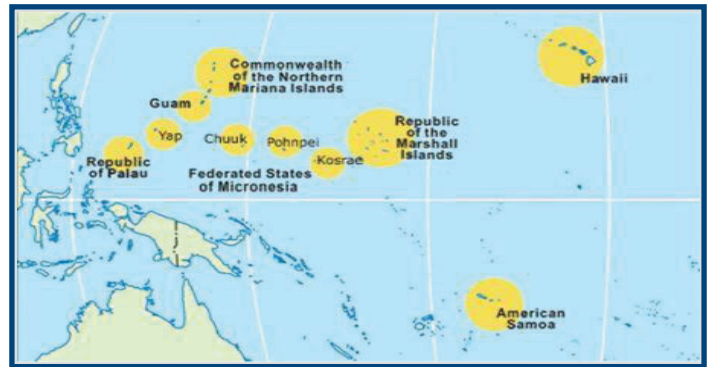 Commonwealth
of the Northern
Mariana Islands
Hawaii
Guam
Yap
Chuuk
Pohnpei
Republic
of the
Marshall
Islands
Kosrae
Republic
of Palau
Federated States
of Micronesia
American
Samoa